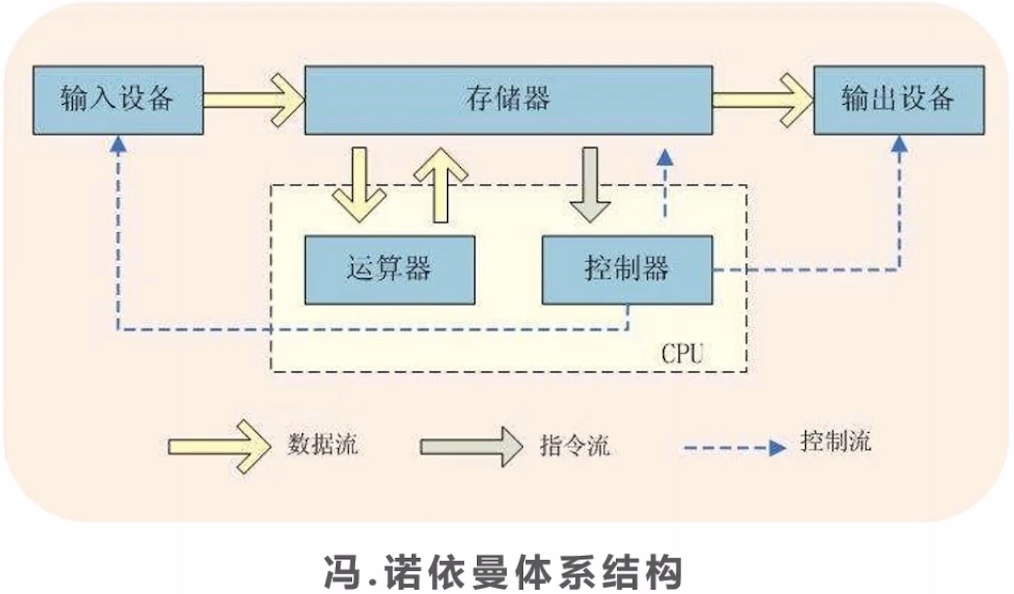 输入设备
存储器
输出设备
运算器
控制器
CPU
数据流
指令流
控制流
冯.诺依曼体系结构